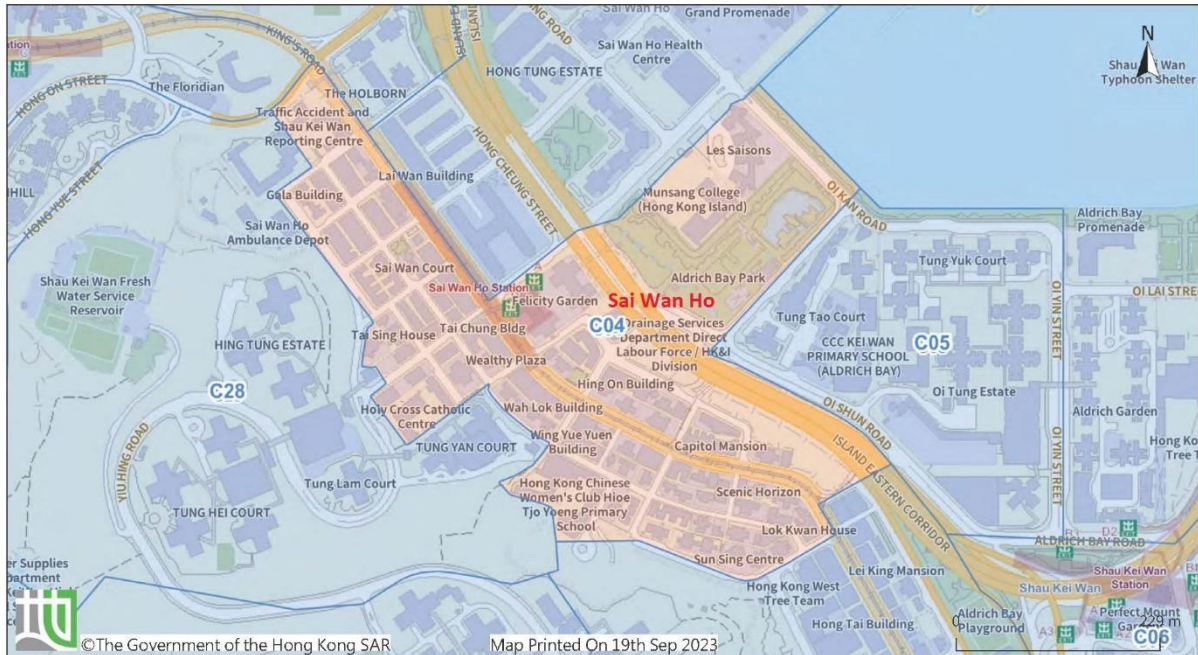 Sai Wan Ho
Grand Promenade
Sai Wan Ho Health
Centre
HONG TUNG ESTATE
KING'S ROAD
The Floridian
HONG ON STREET
The HOLBORN
N
Typhoon Shelter
Traffic Accident and
Shau Kei Wan
Reporting Centre
Les Saisons
HONG CHEUNG STREET
Lai Wan Building
OI KAN ROAD
HONG YUE STREET
Gala Building
Munsang College
(Hong Kong Island)
Aldrich Bay
Promenade
Sai Wan Ho
Ambulance Depot
Tung Yuk Court
Sai Wan Court
Aldrich Bay Park
Shau Kei Wan Fresh
Water Service
Reservoir
Sai Wan Ho Station
A
Felicity Garden
Sai Wan Ho
OI YIN STREET
OI LAI STREET
Tai Sing House
Tai Chung Bldg
C04
Drainage Services
Department Direct
Labour Force / HK&I
Division
Tung Tao Court
CCC KEI WAN
PRIMARY SCHOOL
(ALDRICH BAY)
C05
HING TUNG ESTATE
Wealthy Plaza
Hing On Building
Oi Tung Estate
C28
Holy Cross Catholic
Centre
Wah Lok Building
OI SHUN ROAD
Aldrich Garden
TUNG YAN COURT
Wing Yue Yuen
Building
Capitol Mansion
ISLAND EASTERN CORRIDOR
OI YIN STREET
YIU HING ROAD
Tung Lam Court
Hong Kong Chinese
Women's Club Hioe
Tjo Yoeng Primary
School
Scenic Horizon
TUNG HEI COURT
Lok Kwan House
D2
ALDRICH BAY ROAD
Sun Sing Centre
Lei King Mansion
Shau Kei Wan
Shau Kei Wan
Station
Hong Kong West
Tree Team
Aldrich Bay
Playground
Hong Tai Building
Perfect Mount
A3
0
229 m
C06
©The Government of the Hong Kong SAR
Map Printed On 19th Sep 2023